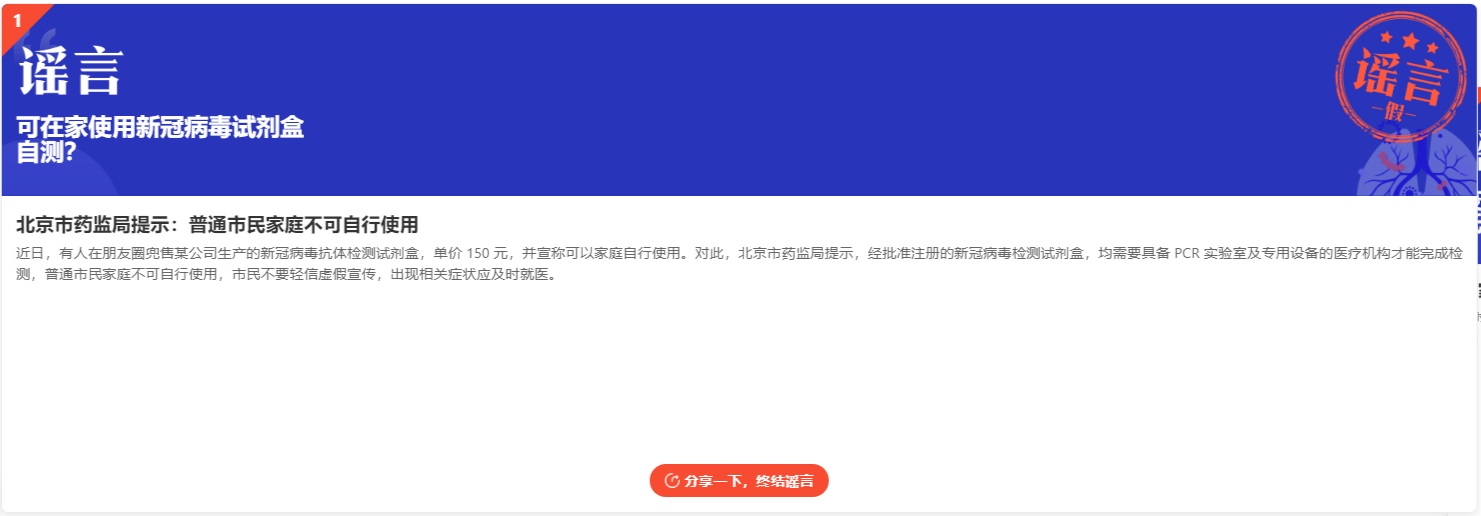 1
谣言
谣言
假
可在家使用新冠病毒试剂盒
自测?
北京市药监局提示：普通市民家庭不可自行使用
近日，有人在朋友圈兜售某公司生产的新冠病毒抗体检测试剂盒，单价 150 元，并宣称可以家庭自行使用。对此，北京市药监局提示，经批准注册的新冠病毒检测试剂盒，均需要具备 PCR 实验室及专用设备的医疗机构才能完成检
测，普通市民家庭不可自行使用，市民不要轻信虚假宣传，出现相关症状应及时就医。
分享一下，终结谣言